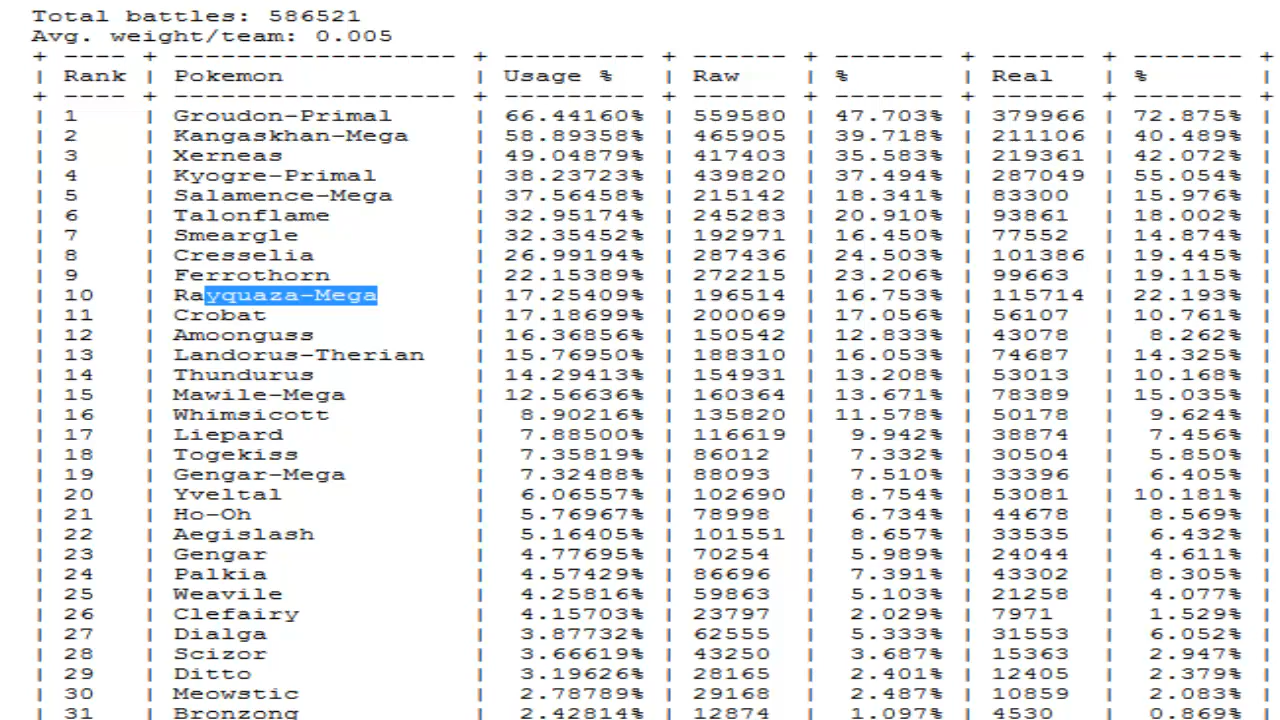 Total battles: 586521
Avg. weight/team: 0.005
+ ---- + ------------------ + --------- + ------ + ------- + ------ + ------- +
| Rank | Pokemon | Usage % | Raw | % | Real | % |
+ ---- + ------------------ + --------- + ------ + ------- + ------ + ------- +
| 1 | Groudon-Primal | 66.44160% | 559580 | 47.703% | 379966 | 72.875% |
| 2 | Kangaskhan-Mega | 58.89358% | 465905 | 39.718% | 211106 | 40.489% |
| 3 | Xerneas | 49.04879% | 417403 | 35.583% | 219361 | 42.072% |
| 4 | Kyogre-Primal | 38.23723% | 439820 | 37.494% | 287049 | 55.054% |
| 5 | Salamence-Mega | 37.56458% | 215142 | 18.341% | 83300 | 15.976% |
| 6 | Talonflame | 32.95174% | 245283 | 20.910% | 93861 | 18.002% |
| 7 | Smeargle | 32.35452% | 192971 | 16.450% | 77552 | 14.874% |
| 8 | Cresselia | 26.99194% | 287436 | 24.503% | 101386 | 19.445% |
| 9 | Ferrothorn | 22.15389% | 272215 | 23.206% | 99663 | 19.115% |
| 10 | Rayquaza-Mega | 17.25409% | 196514 | 16.753% | 115714 | 22.193% |
| 11 | Crobat | 17.18699% | 200069 | 17.056% | 56107 | 10.761% |
| 12 | Amoonguss | 16.36856% | 150542 | 12.833% | 43078 | 8.262% |
| 13 | Landorus-Therian | 15.76950% | 188310 | 16.053% | 74687 | 14.325% |
| 14 | Thundurus | 14.29413% | 154931 | 13.208% | 53013 | 10.168% |
| 15 | Mawile-Mega | 12.56636% | 160364 | 13.671% | 78389 | 15.035% |
| 16 | Whimsicott | 8.90216% | 135820 | 11.578% | 50178 | 9.624% |
| 17 | Liepard | 7.88500% | 116619 | 9.942% | 38874 | 7.456% |
| 18 | Togekiss | 7.35819% | 86012 | 7.332% | 30504 | 5.850% |
| 19 | Gengar-Mega | 7.32488% | 88093 | 7.510% | 33396 | 6.405% |
| 20 | Yveltal | 6.06557% | 102690 | 8.754% | 53081 | 10.181% |
| 21 | Ho-Oh | 5.76967% | 78998 | 6.734% | 44678 | 8.569% |
| 22 | Aegislash | 5.16405% | 101551 | 8.657% | 33535 | 6.432% |
| 23 | Gengar | 4.77695% | 70254 | 5.989% | 24044 | 4.611% |
| 24 | Palkia | 4.57429% | 86696 | 7.391% | 43302 | 8.305% |
| 25 | Weavile | 4.25816% | 59863 | 5.103% | 21258 | 4.077% |
| 26 | Clefairy | 4.15703% | 23797 | 2.029% | 7971 | 1.529% |
| 27 | Dialga | 3.87732% | 62555 | 5.333% | 31553 | 6.052% |
| 28 | Scizor | 3.66619% | 43250 | 3.687% | 15363 | 2.947% |
| 29 | Ditto | 3.19626% | 28165 | 2.401% | 12405 | 2.379% |
| 30 | Meowstic | 2.78789% | 29168 | 2.487% | 10859 | 2.083% |
| 31 | Bronzong | 2.42814% | 12874 | 1.097% | 4530 | 0.869% |